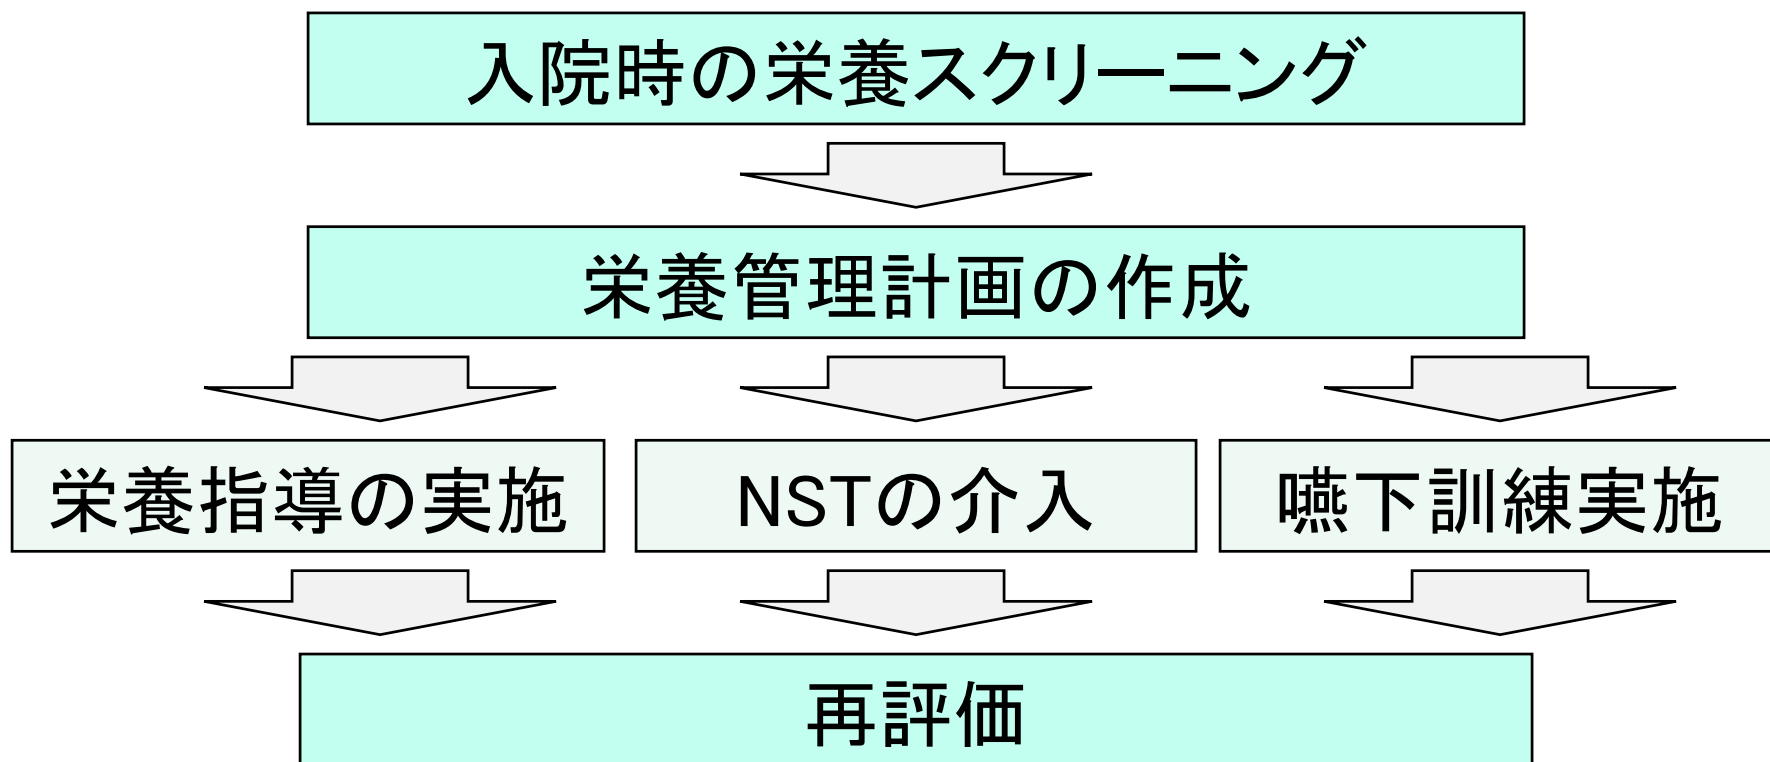 入院時の栄養スクリーニング
栄養管理計画の作成
栄養指導の実施
NSTの介入
嚥下訓練実施
再評価